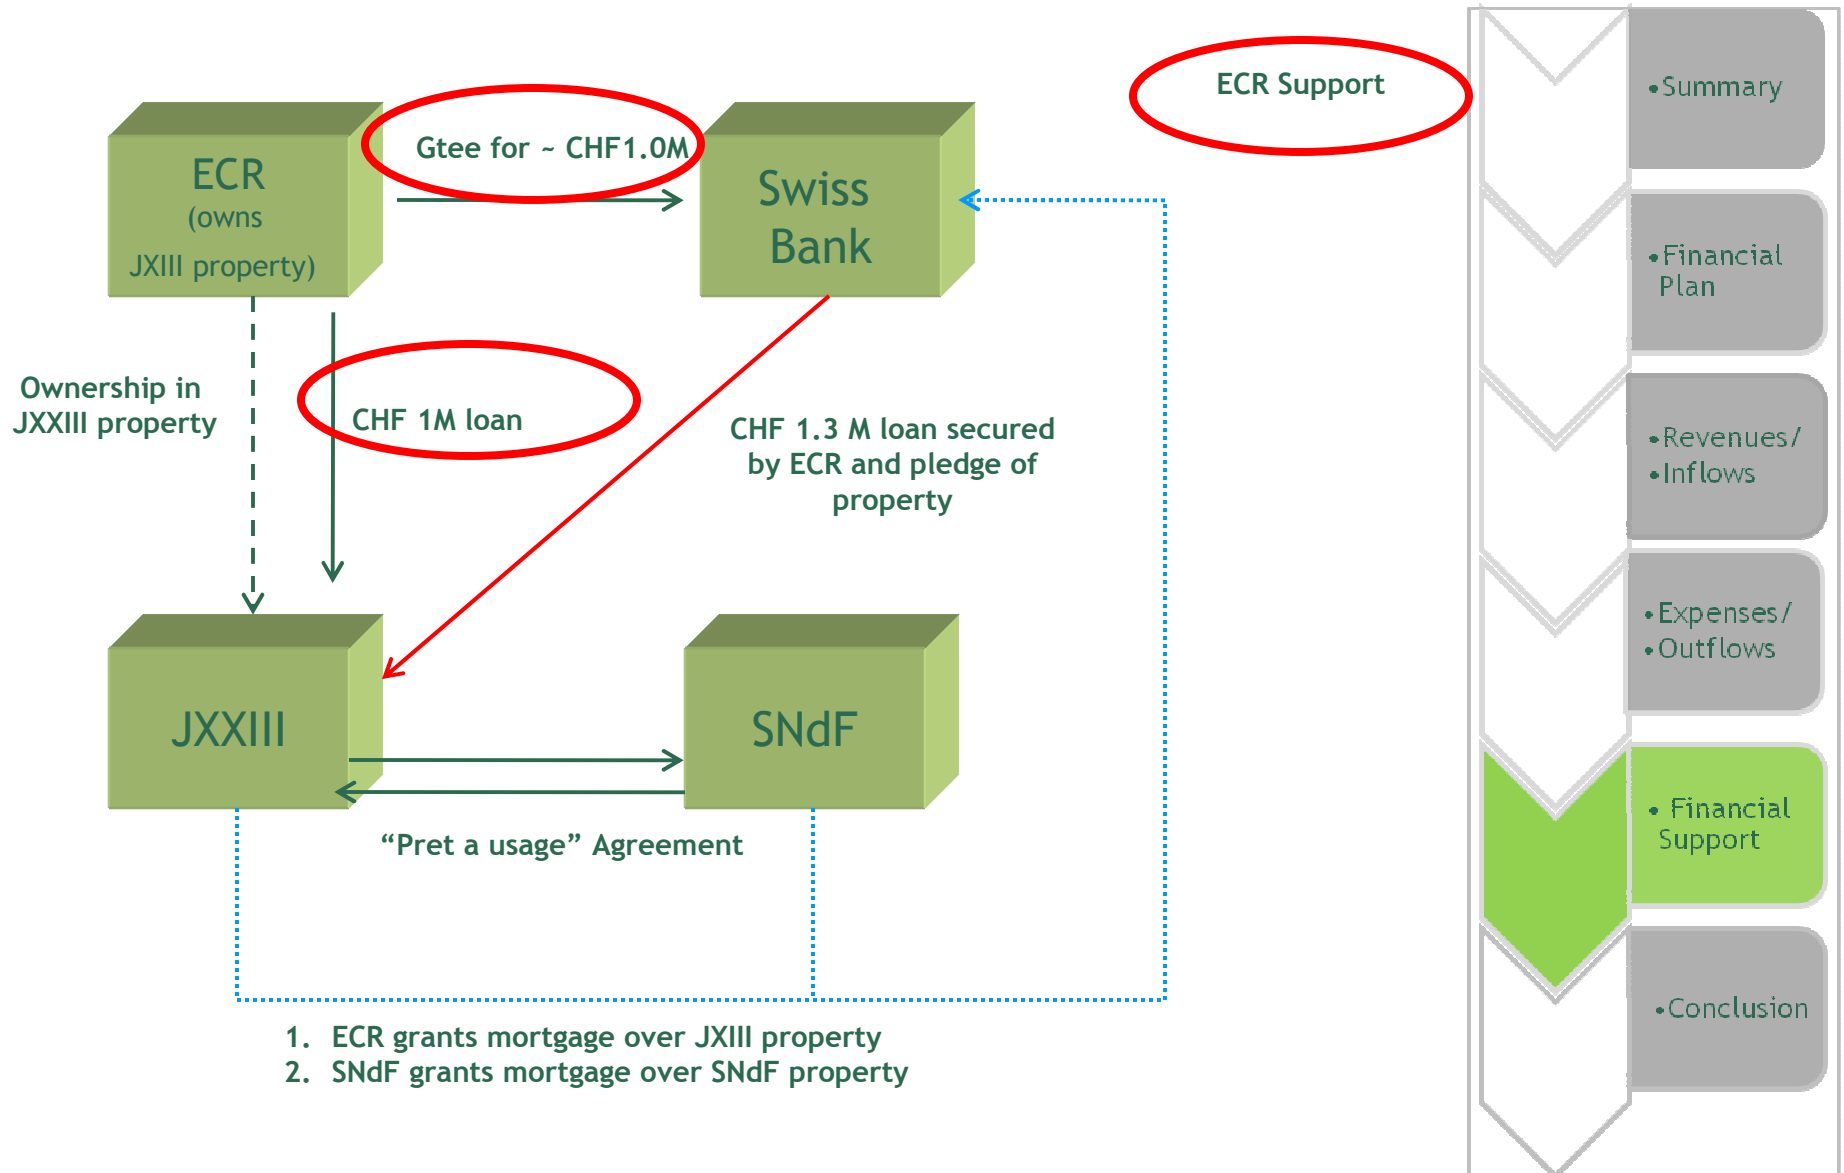 ECR Support
Gtee for ~ CHF1.0M
ECR
(owns
JXIII property)
Swiss
Bank
Ownership in
JXXIII property
CHF 1M loan
CHF 1.3 M loan secured
by ECR and pledge of
property
JXXIII
SNdF
“Pret a usage” Agreement
1. ECR grants mortgage over JXIII property
2. SNdF grants mortgage over SNdF property
•Summary
•Financial
Plan
•Revenues/
•Inflows
•Expenses/
•Outflows
• Financial
Support
•Conclusion